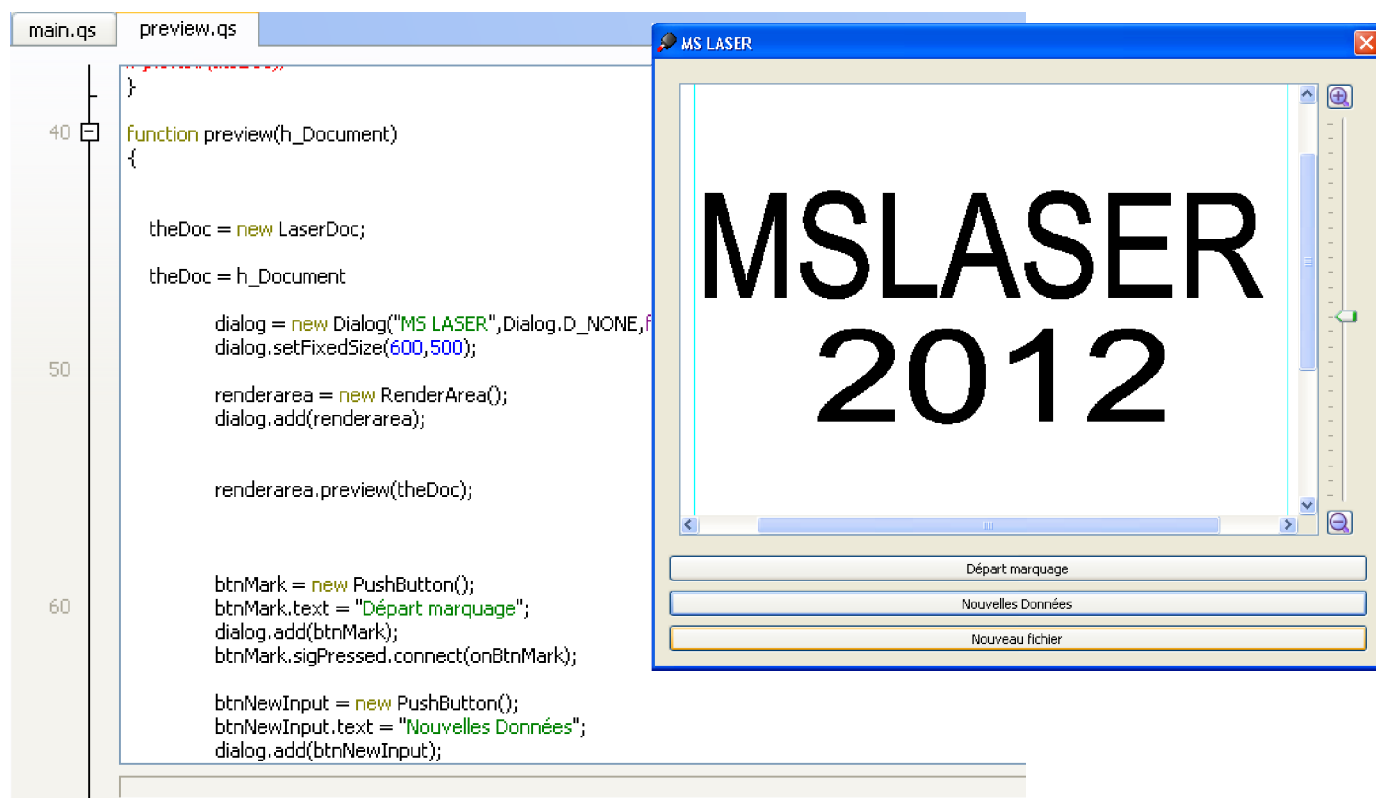 main.qs
preview.qs
}
40
function preview(h_Document)
{
theDoc = new LaserDoc;
theDoc = h_Document
dialog = new Dialog("MS LASER",Dialog.D_NONE,f
dialog.setFixedSize(600,500);
50
renderarea = new RenderArea();
dialog.add(renderarea);
renderarea.preview(theDoc);
btnMark = new PushButton();
60
btnMark.text = "Départ marquage";
dialog.add(btnMark);
btnMark.sigPressed.connect(onBtnMark);
btnNewInput = new PushButton();
btnNewInput.text = "Nouvelles Données";
dialog.add(btnNewInput);
MS LASER
MSLASER
2012
Départ marquage
Nouvelles Données
Nouveau fichier